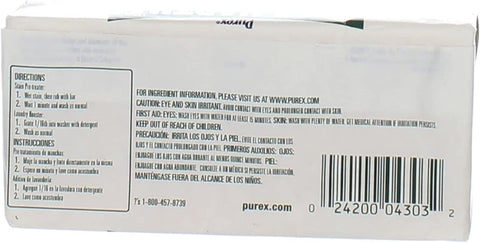 Purex.
DIRECTIONS
Stain Pre-treater:
1. Wet stain, then rub with bar
2. Wait 1 minute and wash as normal
Laundry Booster:
1. Grate 1/16th into washer with detergent
2. Wash as normal
INSTRUCCIONES
Pre-tratamiento de manchas:
1. Moje la mancha y frote directamente en la misma
2. Espere un minuto y lave como acostumbra
Aditivo de lavandería:
1. Agregue 1/16 en la lavadora con detergente
2. Lave como acostumbra
FOR INGREDIENT INFORMATION, PLEASE VISIT US AT WWW.PUREX.COM
CAUTION: EYE AND SKIN IRRITANT. AVOID CONTACT WITH EYES AND PROLONGED CONTACT WITH SKIN.
FIRST AID: EYES: WASH EYES WITH WATER FOR AT LEAST 15 MINUTES. SKIN: WASH WITH PLENTY OF WATER. GET MEDICAL ATTENTION IF IRRITATION PERSISTS.
KEEP OUT OF REACH OF CHILDREN.
PRECAUCIÓN: IRRITA LOS OJOS Y LA PIEL. EVITE EL CONTACTO CON LOS
OJOS Y EL CONTACTO PROLONGADO CON LA PIEL. PRIMEROS AUXILIOS: OJOS:
ENJUAGUE LOS OJOS CON AGUA DURANTE AL MENOS QUINCE MINUTOS. PIEL:
ENJUAGUE CON ABUNDANTE AGUA. CONSULTE A UN MÉDICO SI PERSISTE LA IRRITACIÓN.
MANTÉNGASE FUERA DEL ALCANCE DE LOS NIÑOS.
?'s 1-800-457-8739
purex.com
0 24200 04303 2